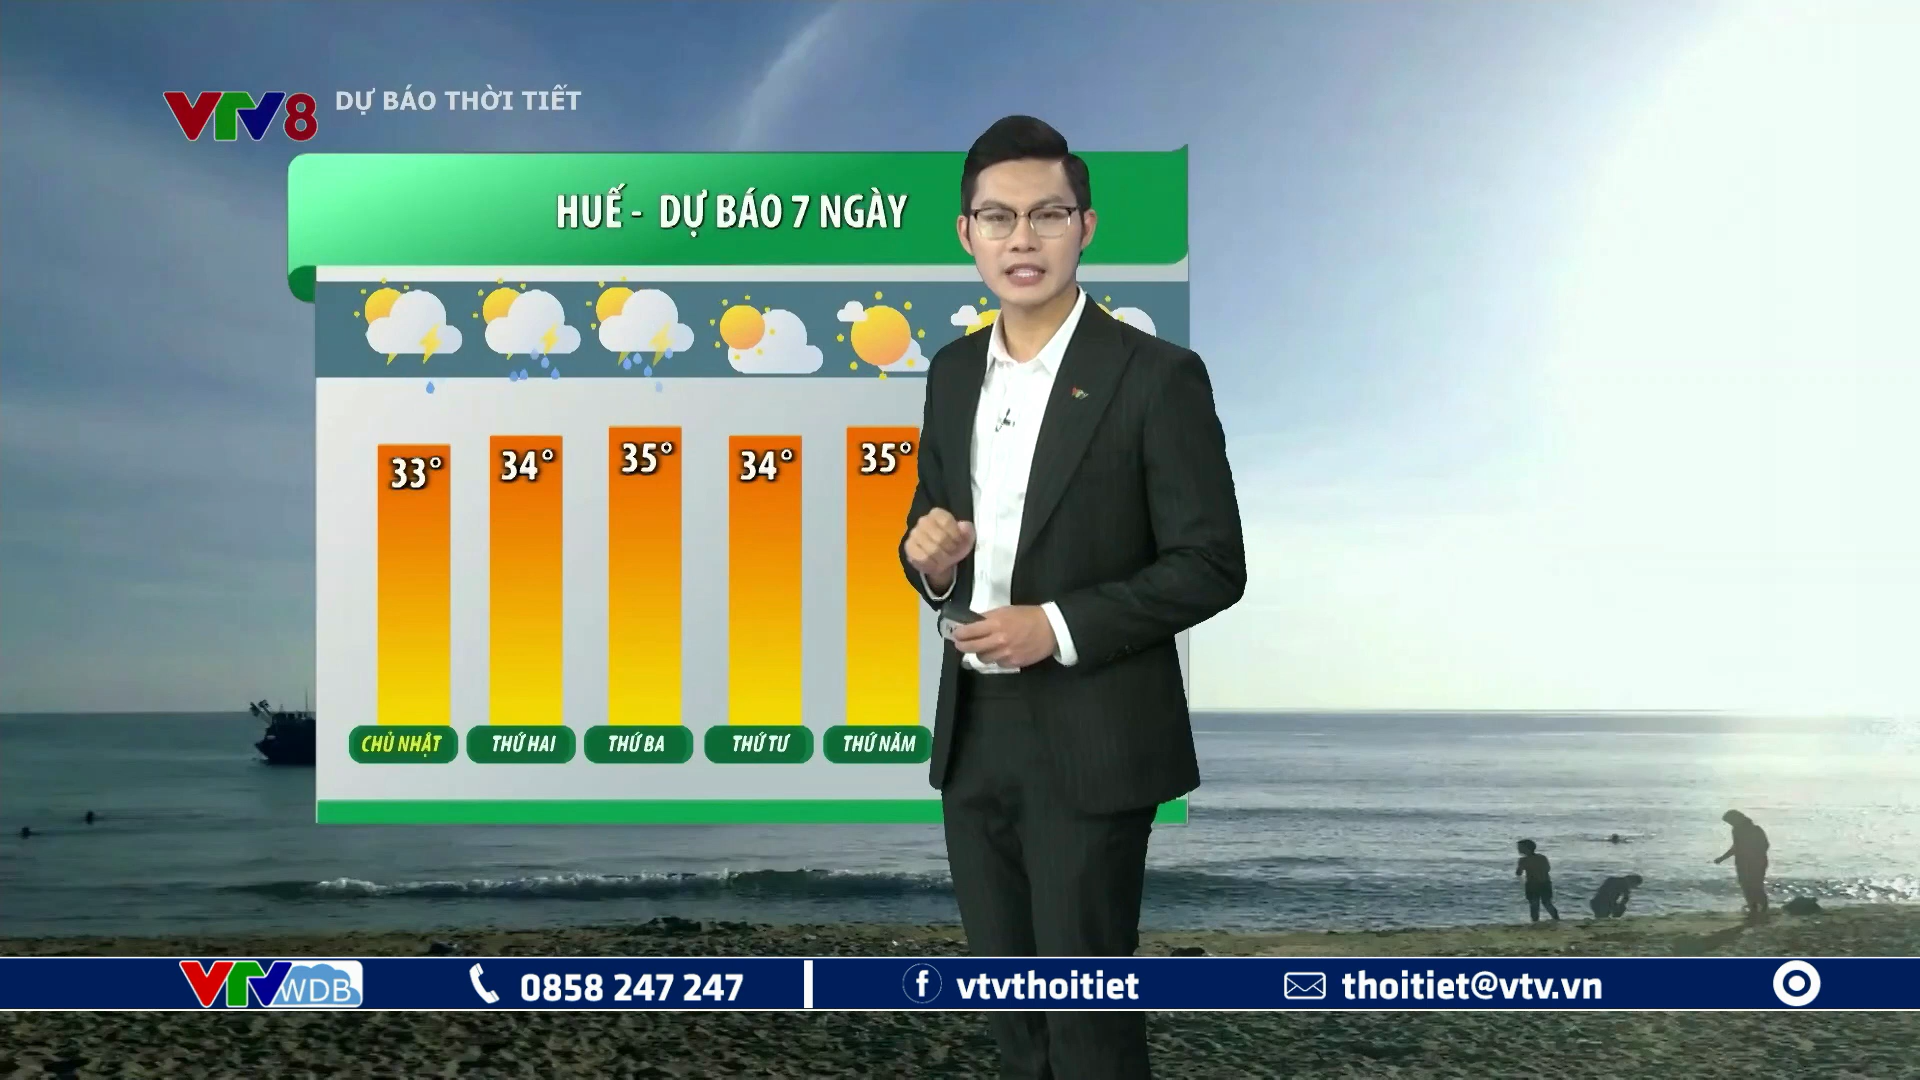 VTV8 DỰ BÁO THỜI TIẾT
HUẾ - DỰ BÁO 7 NGÀY
33° 34° 35° 34° 35°
CHỦ NHẬT THỨ HAI THỨ BA THỨ TƯ THỨ NĂM
VTV WDB 0858 247 247 vtvthoitiet thoitiet@vtv.vn